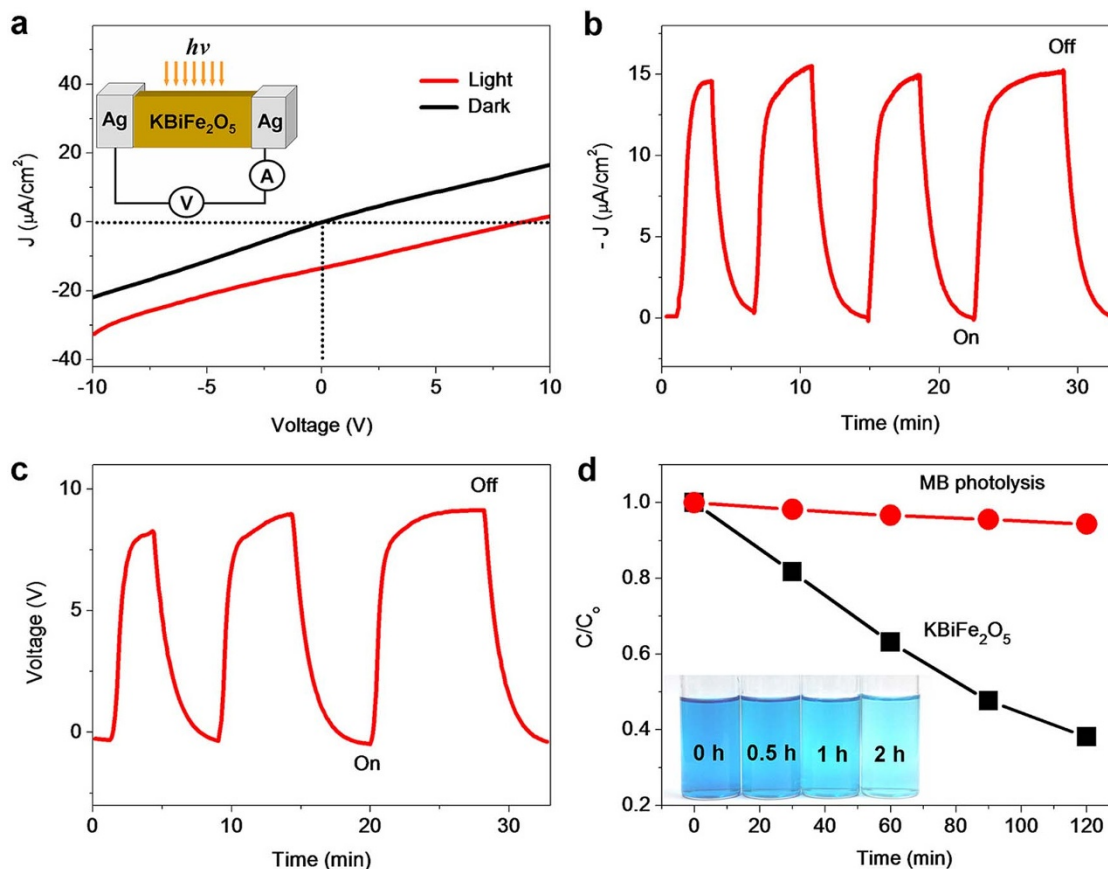 a
hν
Light
Dark
Ag
KBiFe₂O₅
Ag
A
V
J (µA/cm²)
40
20
0
-20
-40
-10
-5
0
5
10
Voltage (V)
b
Off
On
- J (µA/cm²)
15
10
5
0
0
10
20
30
Time (min)
c
Off
On
Voltage (V)
10
5
0
0
10
20
30
Time (min)
d
MB photolysis
KBiFe₂O₅
0 h
0.5 h
1 h
2 h
C/Cₒ
1.0
0.8
0.6
0.4
0.2
0
20
40
60
80
100
120
Time (min)